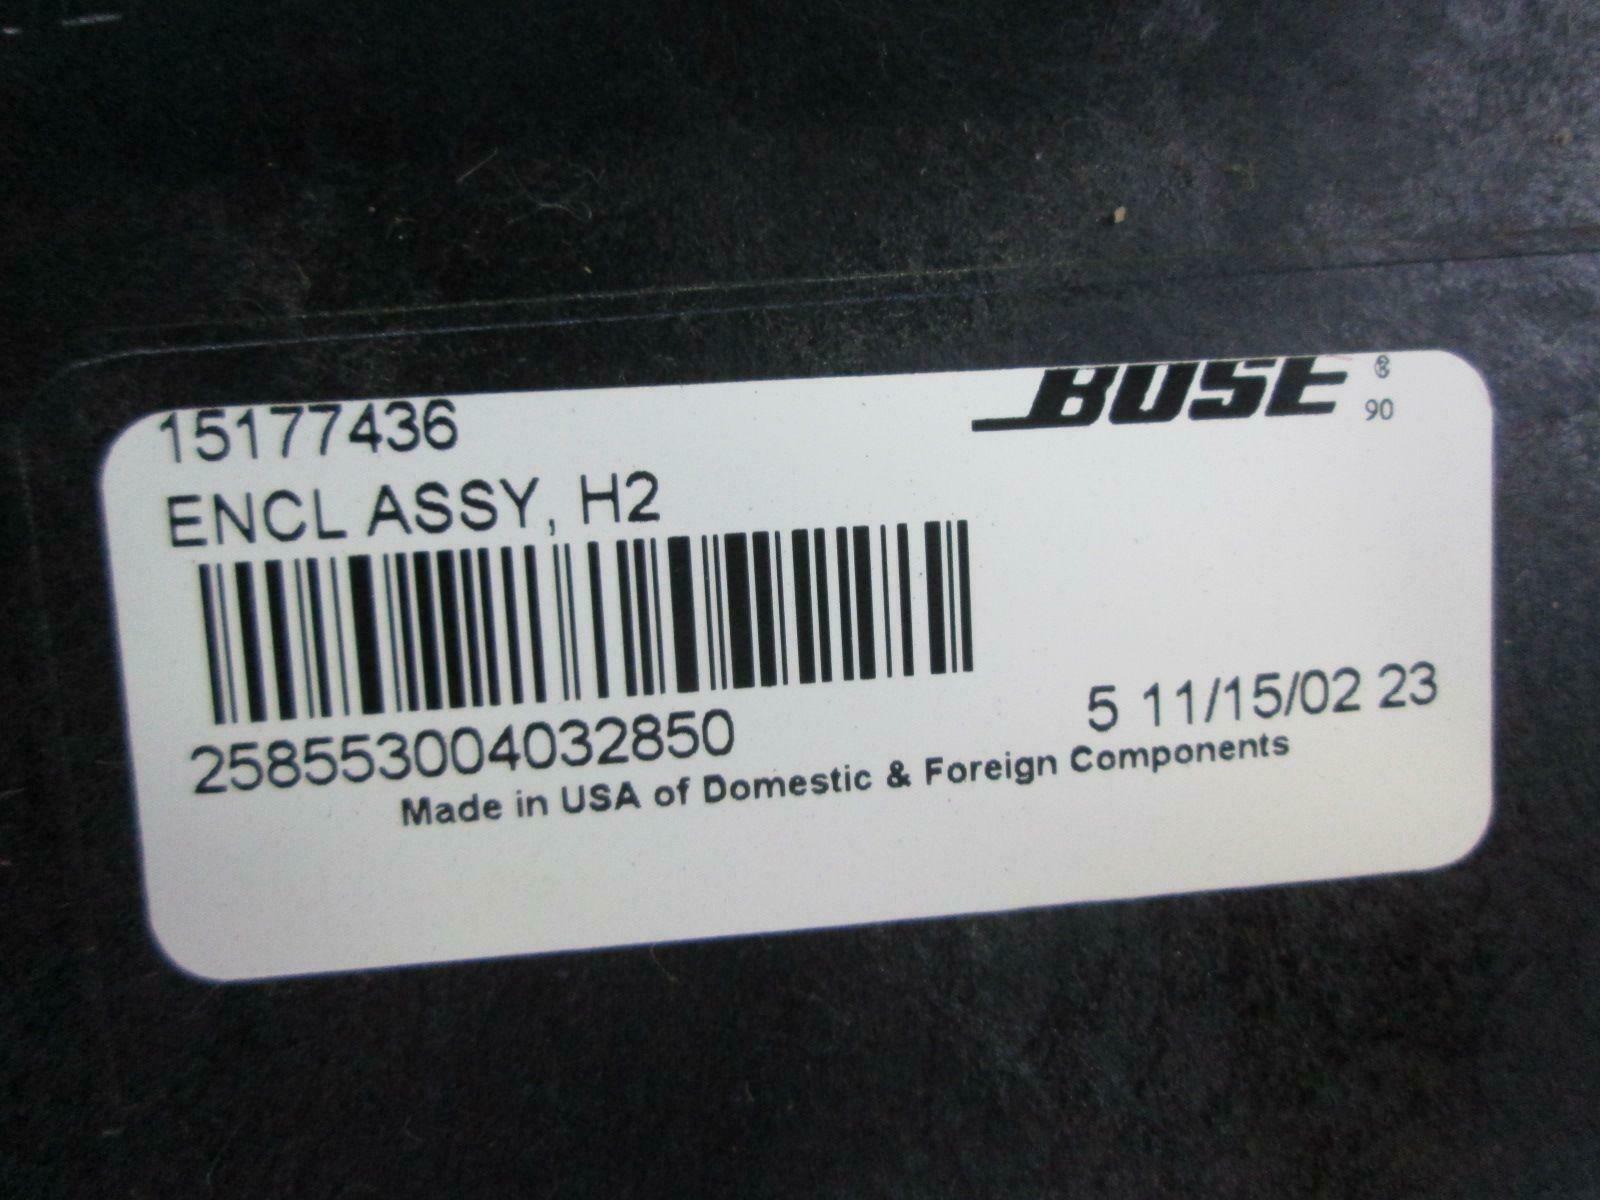 15177436
BOSE ®
90
ENCL ASSY, H2
258553004032850
5 11/15/02 23
Made in USA of Domestic & Foreign Components